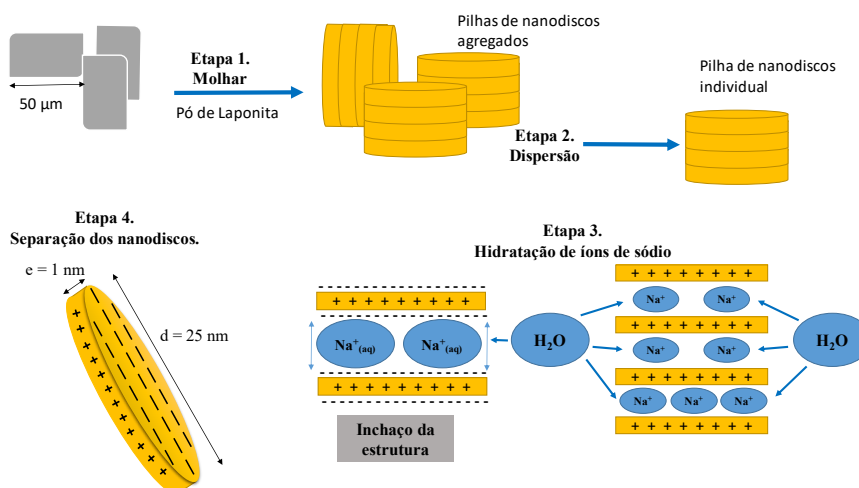 Etapa 1.
Molhar
Pó de Laponita
50 µm
Pilhas de nanodiscos
agregados
Pilha de nanodiscos
individual
Etapa 2.
Dispersão
Etapa 4.
Separação dos nanodiscos.
e = 1 nm
d = 25 nm
+ + + + + + + + + +
Etapa 3.
Hidratação de íons de sódio
+ + + + + + + + +
Na⁺(aq) Na⁺(aq)
+ + + + + + + + +
Inchaço da
estrutura
H₂O
+ + + + + + + +
Na⁺ Na⁺
+ + + + + + + +
Na⁺ Na⁺
+ + + + + + + +
Na⁺ Na⁺ Na⁺
+ + + + + + + +
H₂O